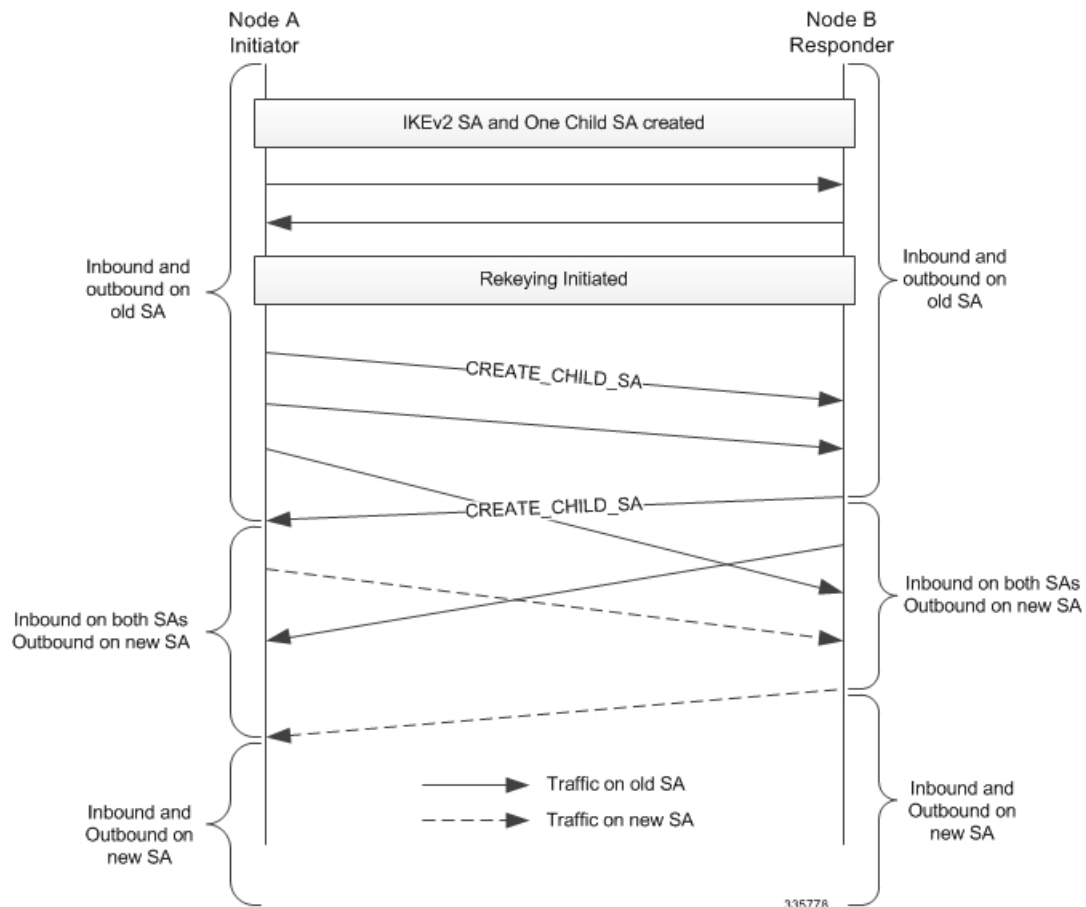 Node A
Initiator
Node B
Responder
IKEv2 SA and One Child SA created
Inbound and
outbound on
old SA
Inbound and
outbound on
old SA
Rekeying Initiated
CREATE_CHILD_SA
CREATE_CHILD_SA
Inbound on both SAs
Outbound on new SA
Inbound on both SAs
Outbound on new SA
Traffic on old SA
Traffic on new SA
Inbound and
Outbound on
new SA
Inbound and
Outbound on
new SA
335778